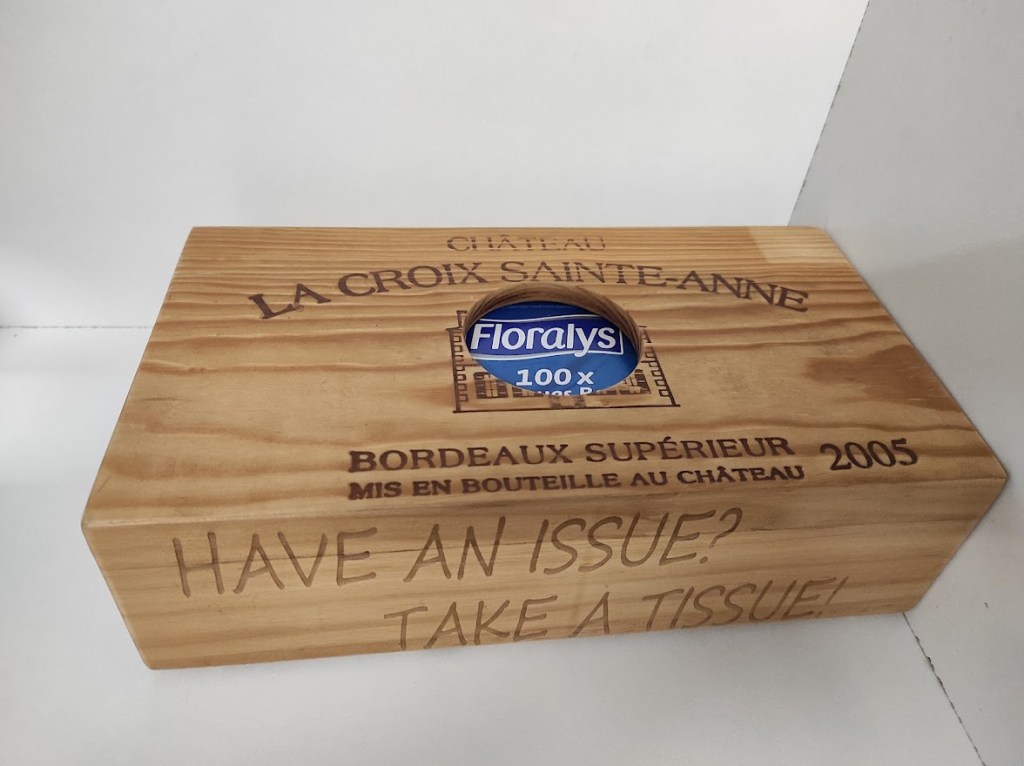 CHÂTEAU
LA CROIX SAINTE-ANNE
Floralys
100 x
BORDEAUX SUPÉRIEUR 2005
MIS EN BOUTEILLE AU CHÂTEAU
HAVE AN ISSUE?
TAKE A TISSUE!